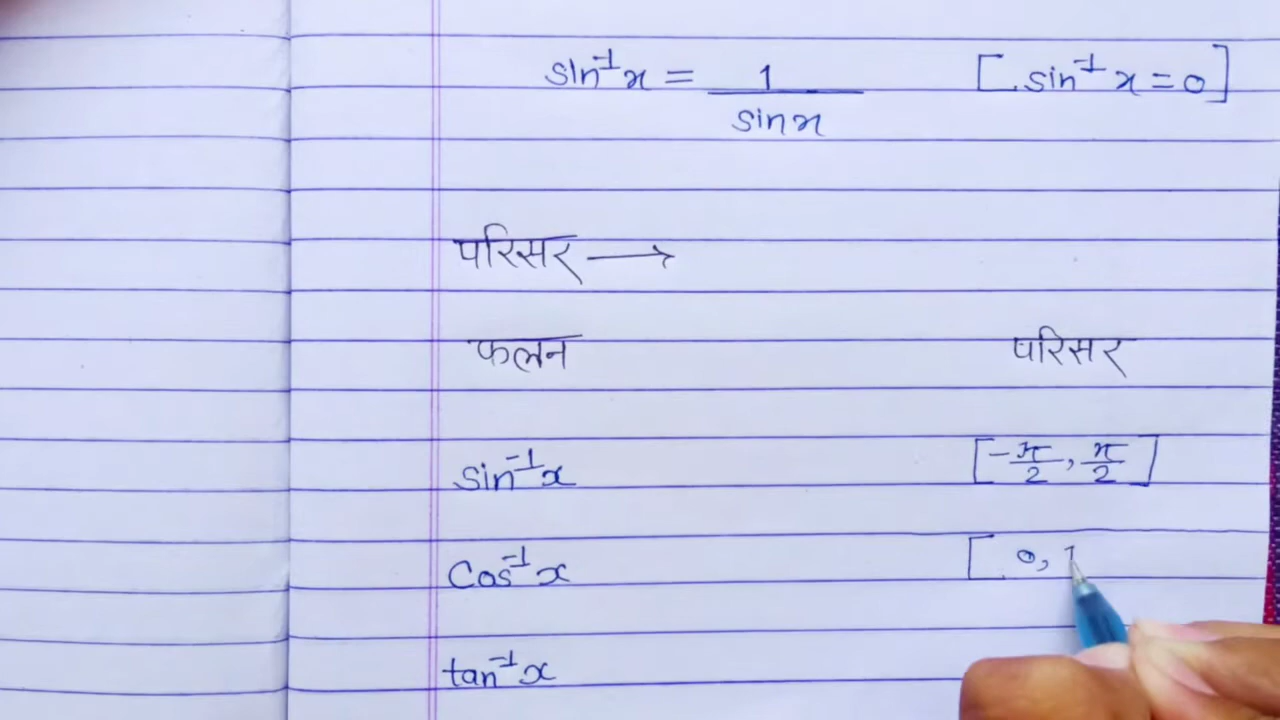 sin⁻¹x = 1/sinx [sin⁻¹x = 0]
परिसर →
फलन परिसर
sin⁻¹x [-π/2, π/2]
Cos⁻¹x [0,
tan⁻¹x